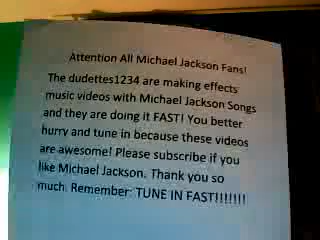 Attention All Michael Jackson Fans!
The dudettes1234 are making effects
music videos with Michael Jackson Songs
and they are doing it FAST! You better
hurry and tune in because these videos
are awesome! Please subscribe if you
like Michael Jackson. Thank you so
much. Remember: TUNE IN FAST!!!!!!!